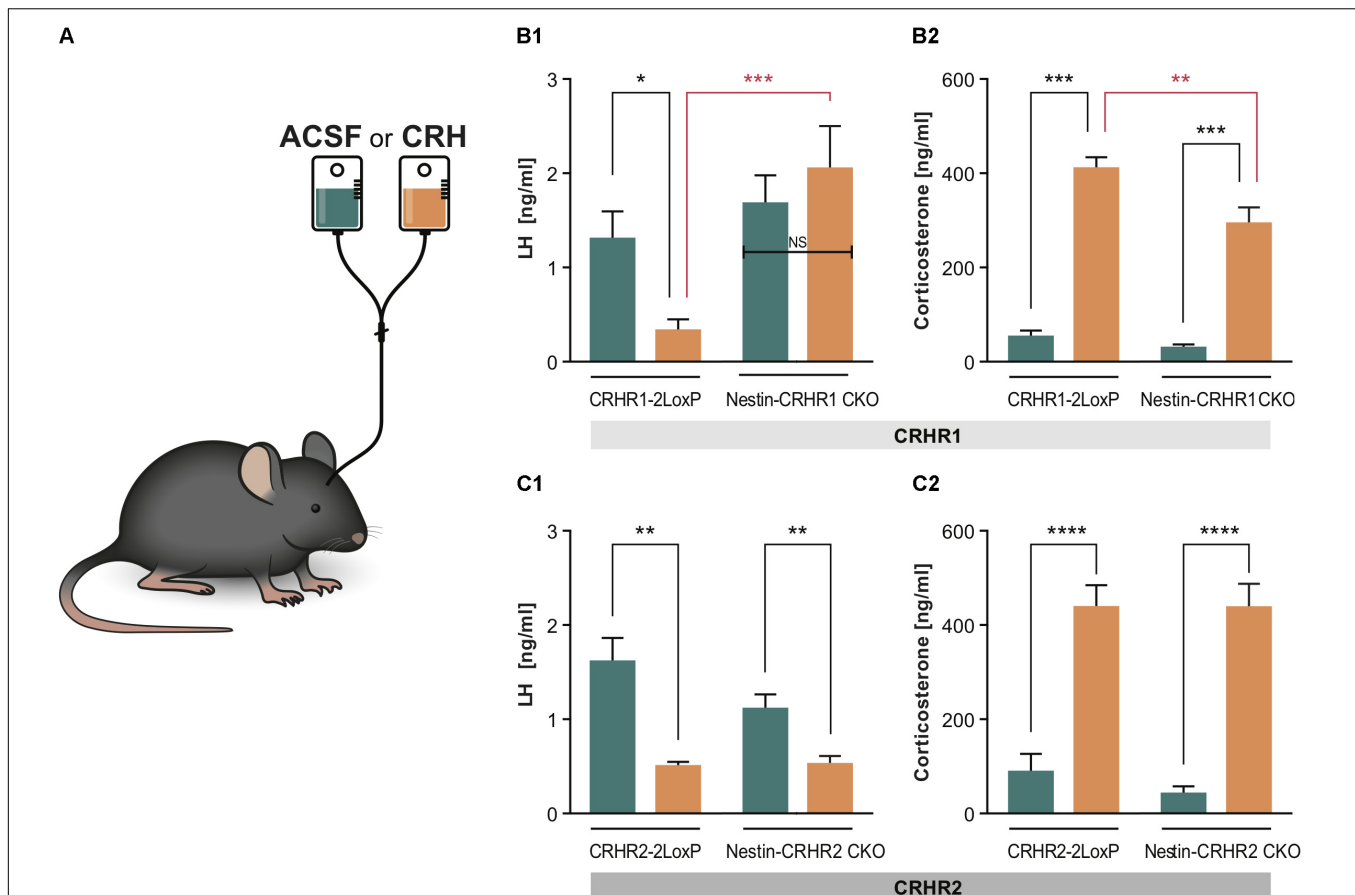 A
ACSF or CRH
B1
LH [ng/ml]
3
2
1
0
*
***
NS
CRHR1-2LoxP
Nestin-CRHR1 CKO
B2
Corticosterone [ng/ml]
600
400
200
0
***
**
***
CRHR1-2LoxP
Nestin-CRHR1 CKO
CRHR1
C1
LH [ng/ml]
3
2
1
0
**
**
CRHR2-2LoxP
Nestin-CRHR2 CKO
C2
Corticosterone [ng/ml]
600
400
200
0
****
****
CRHR2-2LoxP
Nestin-CRHR2 CKO
CRHR2